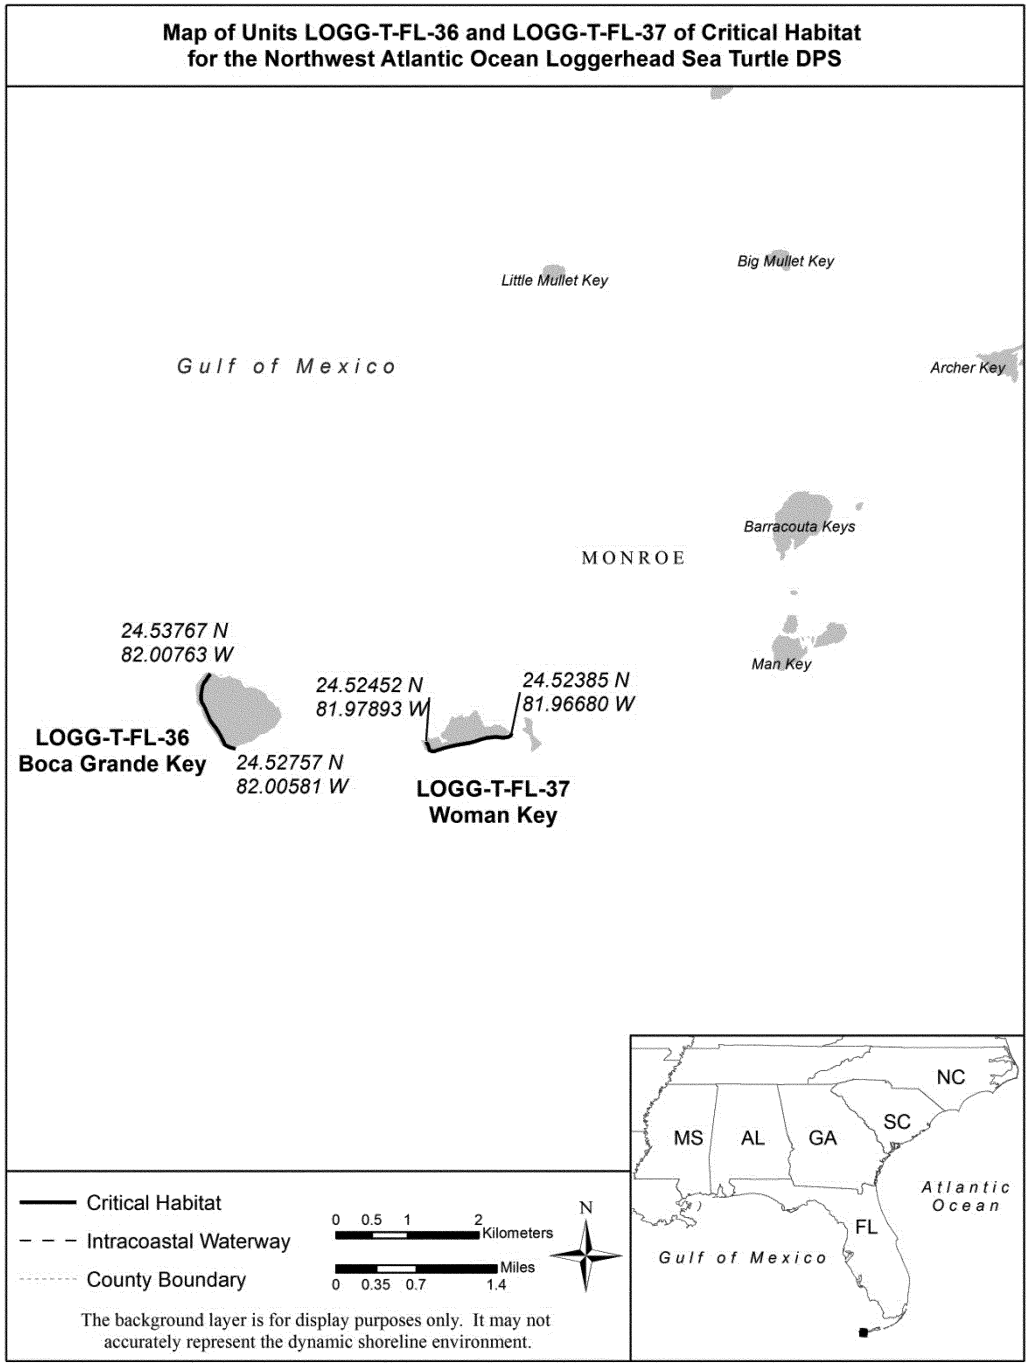 Map of Units LOGG-T-FL-36 and LOGG-T-FL-37 of Critical Habitat
for the Northwest Atlantic Ocean Loggerhead Sea Turtle DPS
Big Mullet Key
Little Mullet Key
Gulf of Mexico
Archer Key
Barracouta Keys
MONROE
24.53767 N
82.00763 W
Man Key
24.52452 N
81.97893 W
24.52385 N
81.96680 W
LOGG-T-FL-36
Boca Grande Key
24.52757 N
82.00581 W
LOGG-T-FL-37
Woman Key
Critical Habitat
Intracoastal Waterway
County Boundary
0 0.5 1 2
Kilometers
Miles
0 0.35 0.7 1.4
N
The background layer is for display purposes only. It may not
accurately represent the dynamic shoreline environment.
NC
SC
MS AL GA
Atlantic
Ocean
FL
Gulf of Mexico